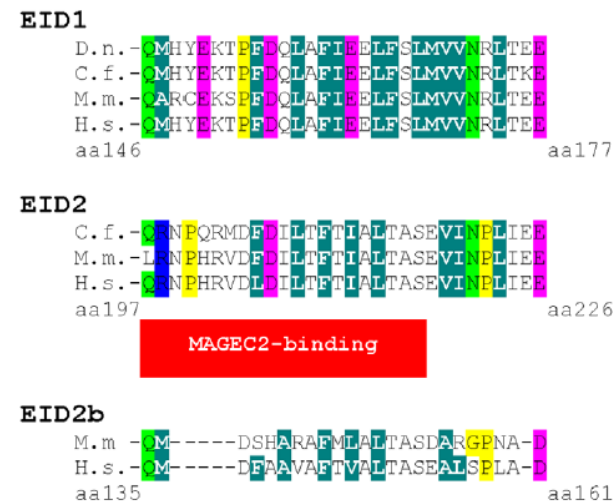 EID1
D.n.-QMHYEKTPFDQLAFIEELFSLMVVNRLTEE
C.f.-QMHYEKTPFDQLAFIEELFSLMVVNRLTKE
M.m.-QARCEKSPFDQLAFIEELFSLMVVNRLTEE
H.s.-QMHYEKTPFDQLAFIEELFSLMVVNRLTEE
aa146 aa177
EID2
C.f.-QRNPQRMDFDILTFTIALTASEVINPLIEE
M.m.-LRNPHRVDFDILTFTIALTASEVINPLIEE
H.s.-QRNPHRVDLDILTFTIALTASEVINPLIEE
aa197 aa226
MAGEC2-binding
EID2b
M.m -QM-----DSHARAFMLALTASDARGPNA-D
H.s.-QM-----DFAAVAFTVALTASEALSPLA-D
aa135 aa161